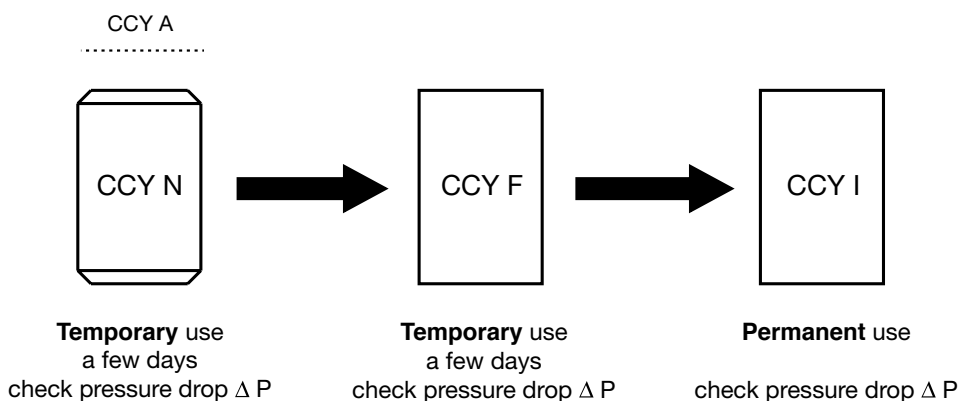 CCY A
CCY N
CCY F
CCY I
Temporary use
a few days
check pressure drop Δ P
Temporary use
a few days
check pressure drop Δ P
Permanent use
check pressure drop Δ P